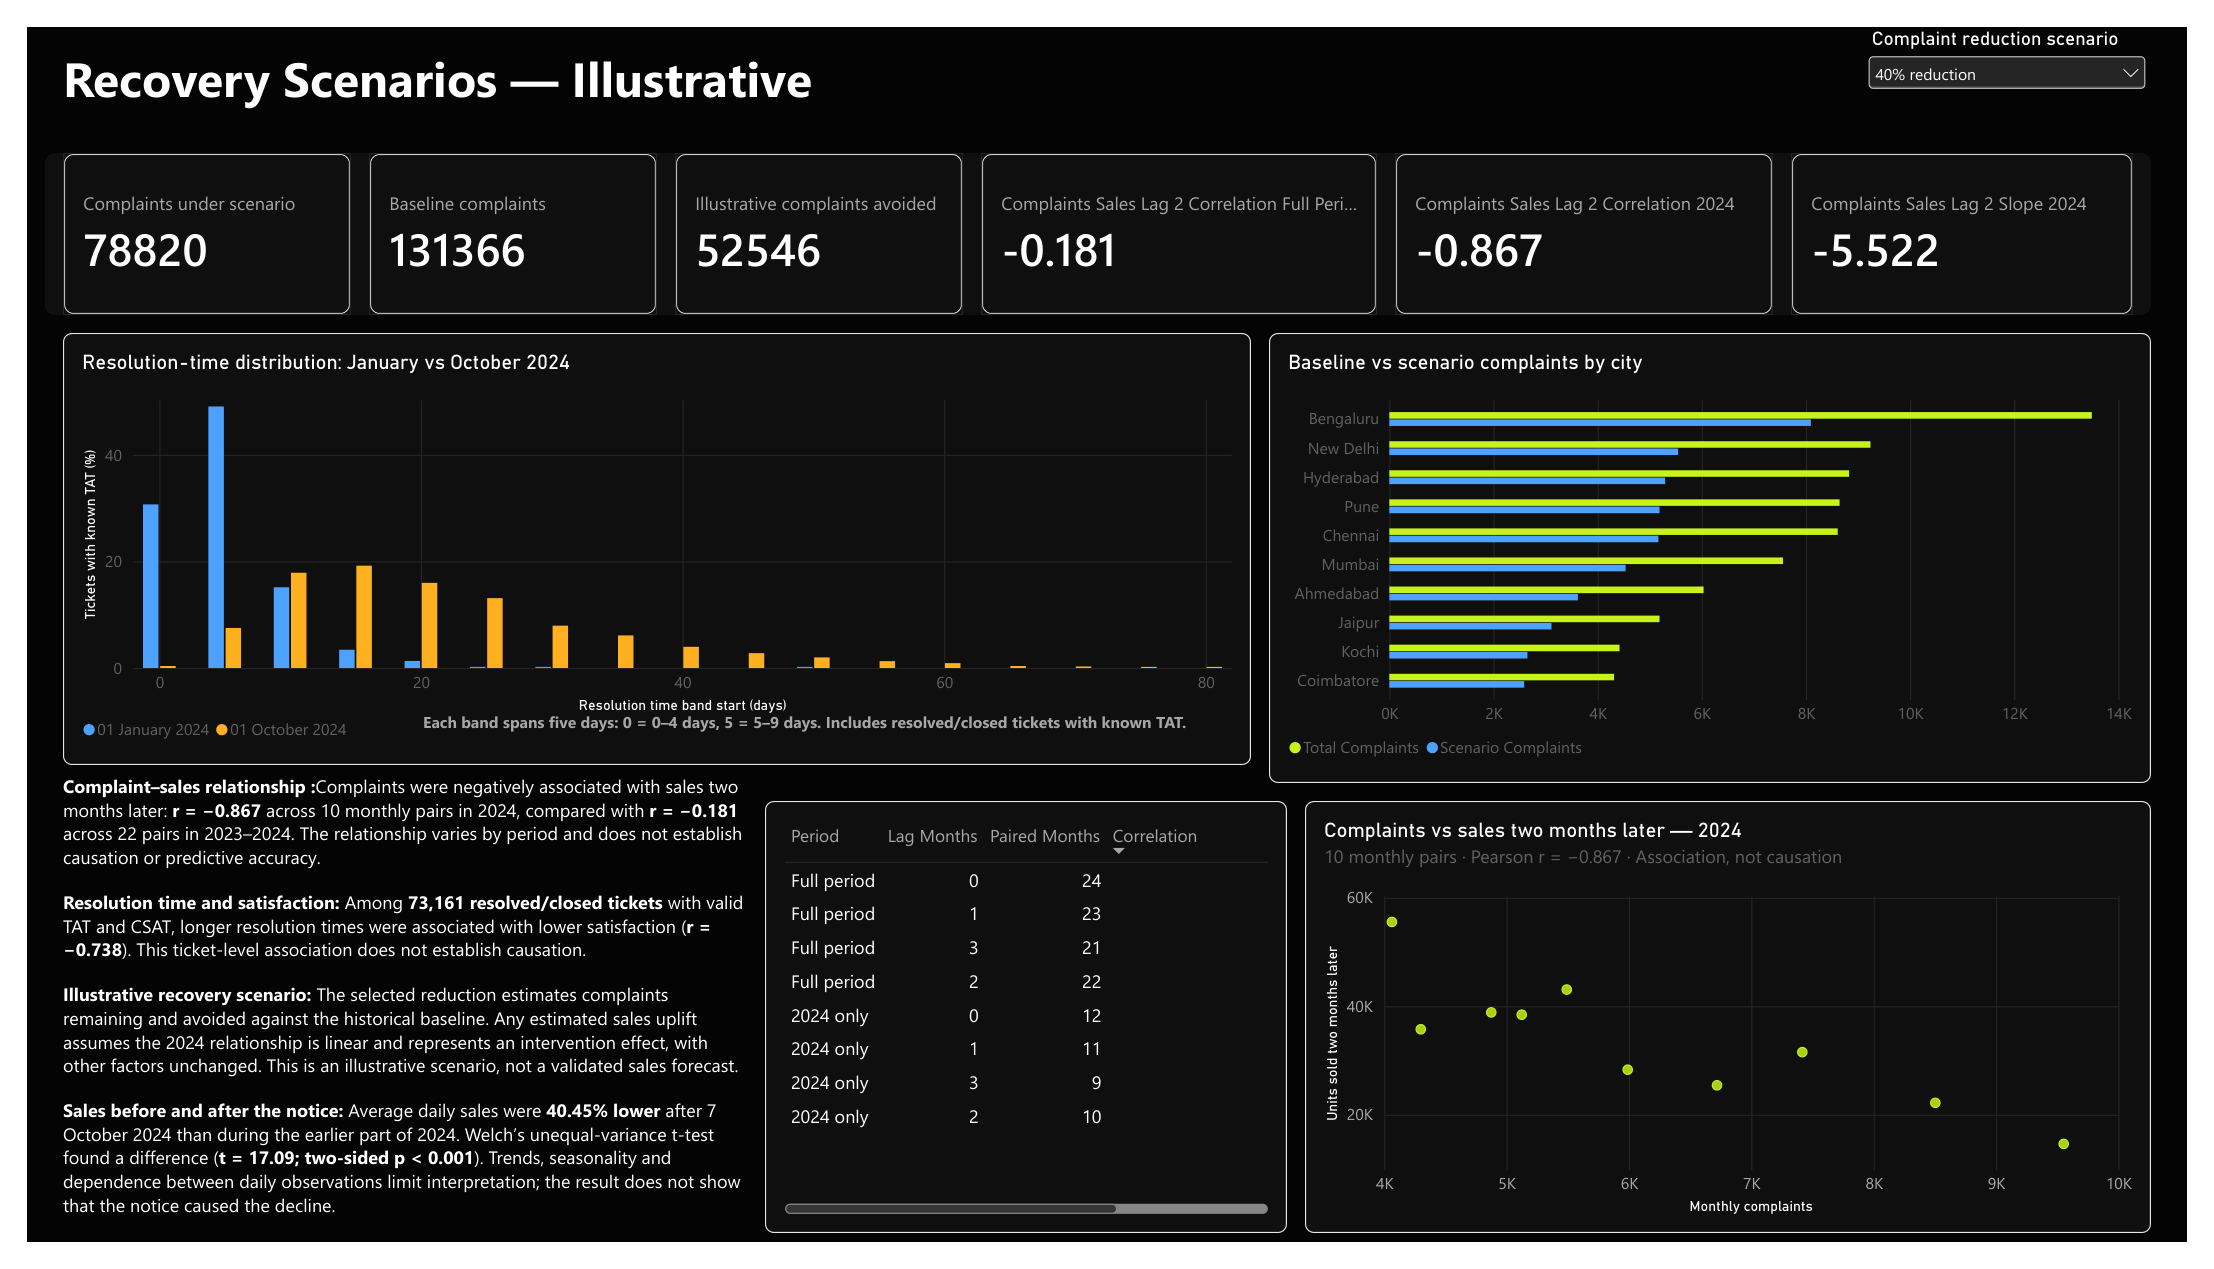 Recovery Scenarios — Illustrative
Complaint reduction scenario
40% reduction
Complaints under scenario
78820
Baseline complaints
131366
Illustrative complaints avoided
52546
Complaints Sales Lag 2 Correlation Full Peri...
-0.181
Complaints Sales Lag 2 Correlation 2024
-0.867
Complaints Sales Lag 2 Slope 2024
-5.522
Resolution-time distribution: January vs October 2024
Tickets with known TAT (%)
40
20
0
0 20 40 60 80
Resolution time band start (days)
Each band spans five days: 0 = 0–4 days, 5 = 5–9 days. Includes resolved/closed tickets with known TAT.
01 January 2024 01 October 2024
Baseline vs scenario complaints by city
Bengaluru
New Delhi
Hyderabad
Pune
Chennai
Mumbai
Ahmedabad
Jaipur
Kochi
Coimbatore
0K 2K 4K 6K 8K 10K 12K 14K
Total Complaints Scenario Complaints
Complaint–sales relationship :Complaints were negatively associated with sales two
months later: r = −0.867 across 10 monthly pairs in 2024, compared with r = −0.181
across 22 pairs in 2023–2024. The relationship varies by period and does not establish
causation or predictive accuracy.
Resolution time and satisfaction: Among 73,161 resolved/closed tickets with valid
TAT and CSAT, longer resolution times were associated with lower satisfaction (r =
−0.738). This ticket-level association does not establish causation.
Illustrative recovery scenario: The selected reduction estimates complaints
remaining and avoided against the historical baseline. Any estimated sales uplift
assumes the 2024 relationship is linear and represents an intervention effect, with
other factors unchanged. This is an illustrative scenario, not a validated sales forecast.
Sales before and after the notice: Average daily sales were 40.45% lower after 7
October 2024 than during the earlier part of 2024. Welch's unequal-variance t-test
found a difference (t = 17.09; two-sided p < 0.001). Trends, seasonality and
dependence between daily observations limit interpretation; the result does not show
that the notice caused the decline.
Period Lag Months Paired Months Correlation
Full period 0 24
Full period 1 23
Full period 3 21
Full period 2 22
2024 only 0 12
2024 only 1 11
2024 only 3 9
2024 only 2 10
Complaints vs sales two months later — 2024
10 monthly pairs · Pearson r = −0.867 · Association, not causation
Units sold two months later
60K
40K
20K
4K 5K 6K 7K 8K 9K 10K
Monthly complaints